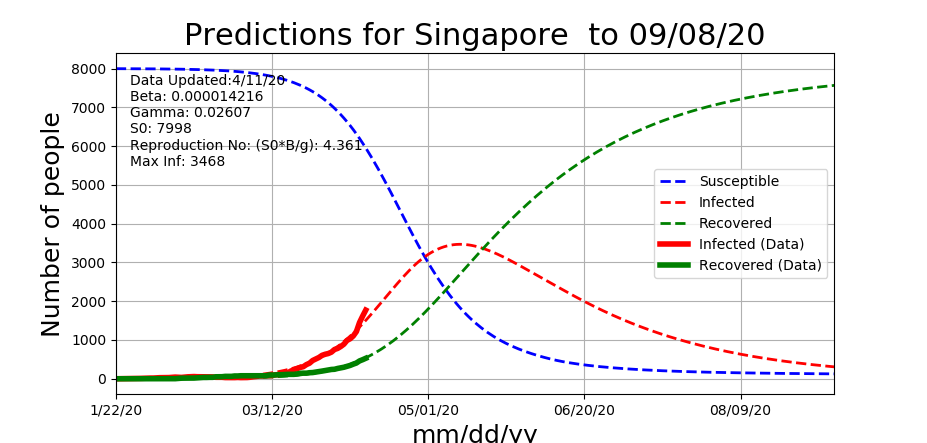 Predictions for Singapore  to 09/08/20
Number of people
8000
7000
6000
5000
4000
3000
2000
1000
0
Data Updated:4/11/20
Beta: 0.000014216
Gamma: 0.02607
S0: 7998
Reproduction No: (S0*B/g): 4.361
Max Inf: 3468
Susceptible
Infected
Recovered
Infected (Data)
Recovered (Data)
1/22/20
03/12/20
05/01/20
06/20/20
08/09/20
mm/dd/yy